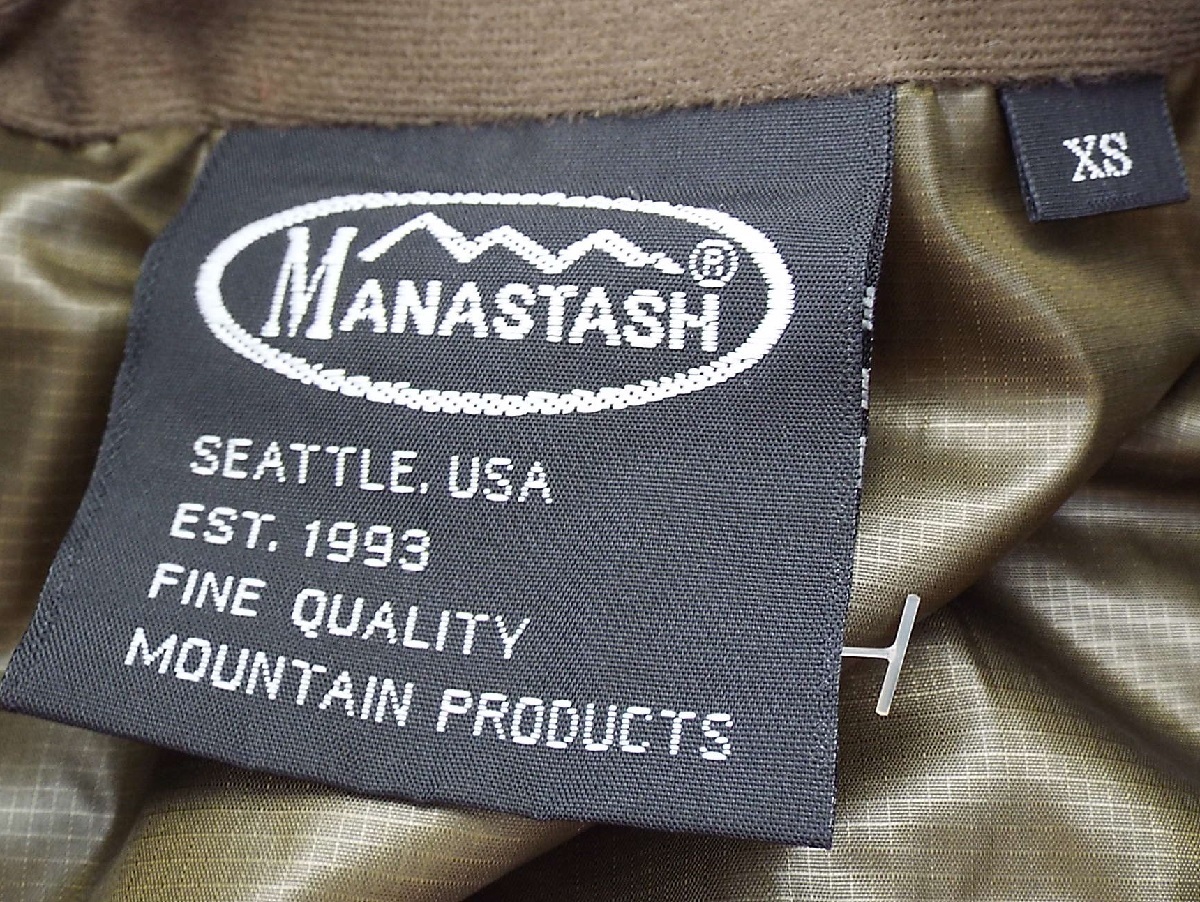 MANASTASH®
XS
SEATTLE, USA
EST. 1993
FINE QUALITY
MOUNTAIN PRODUCTS